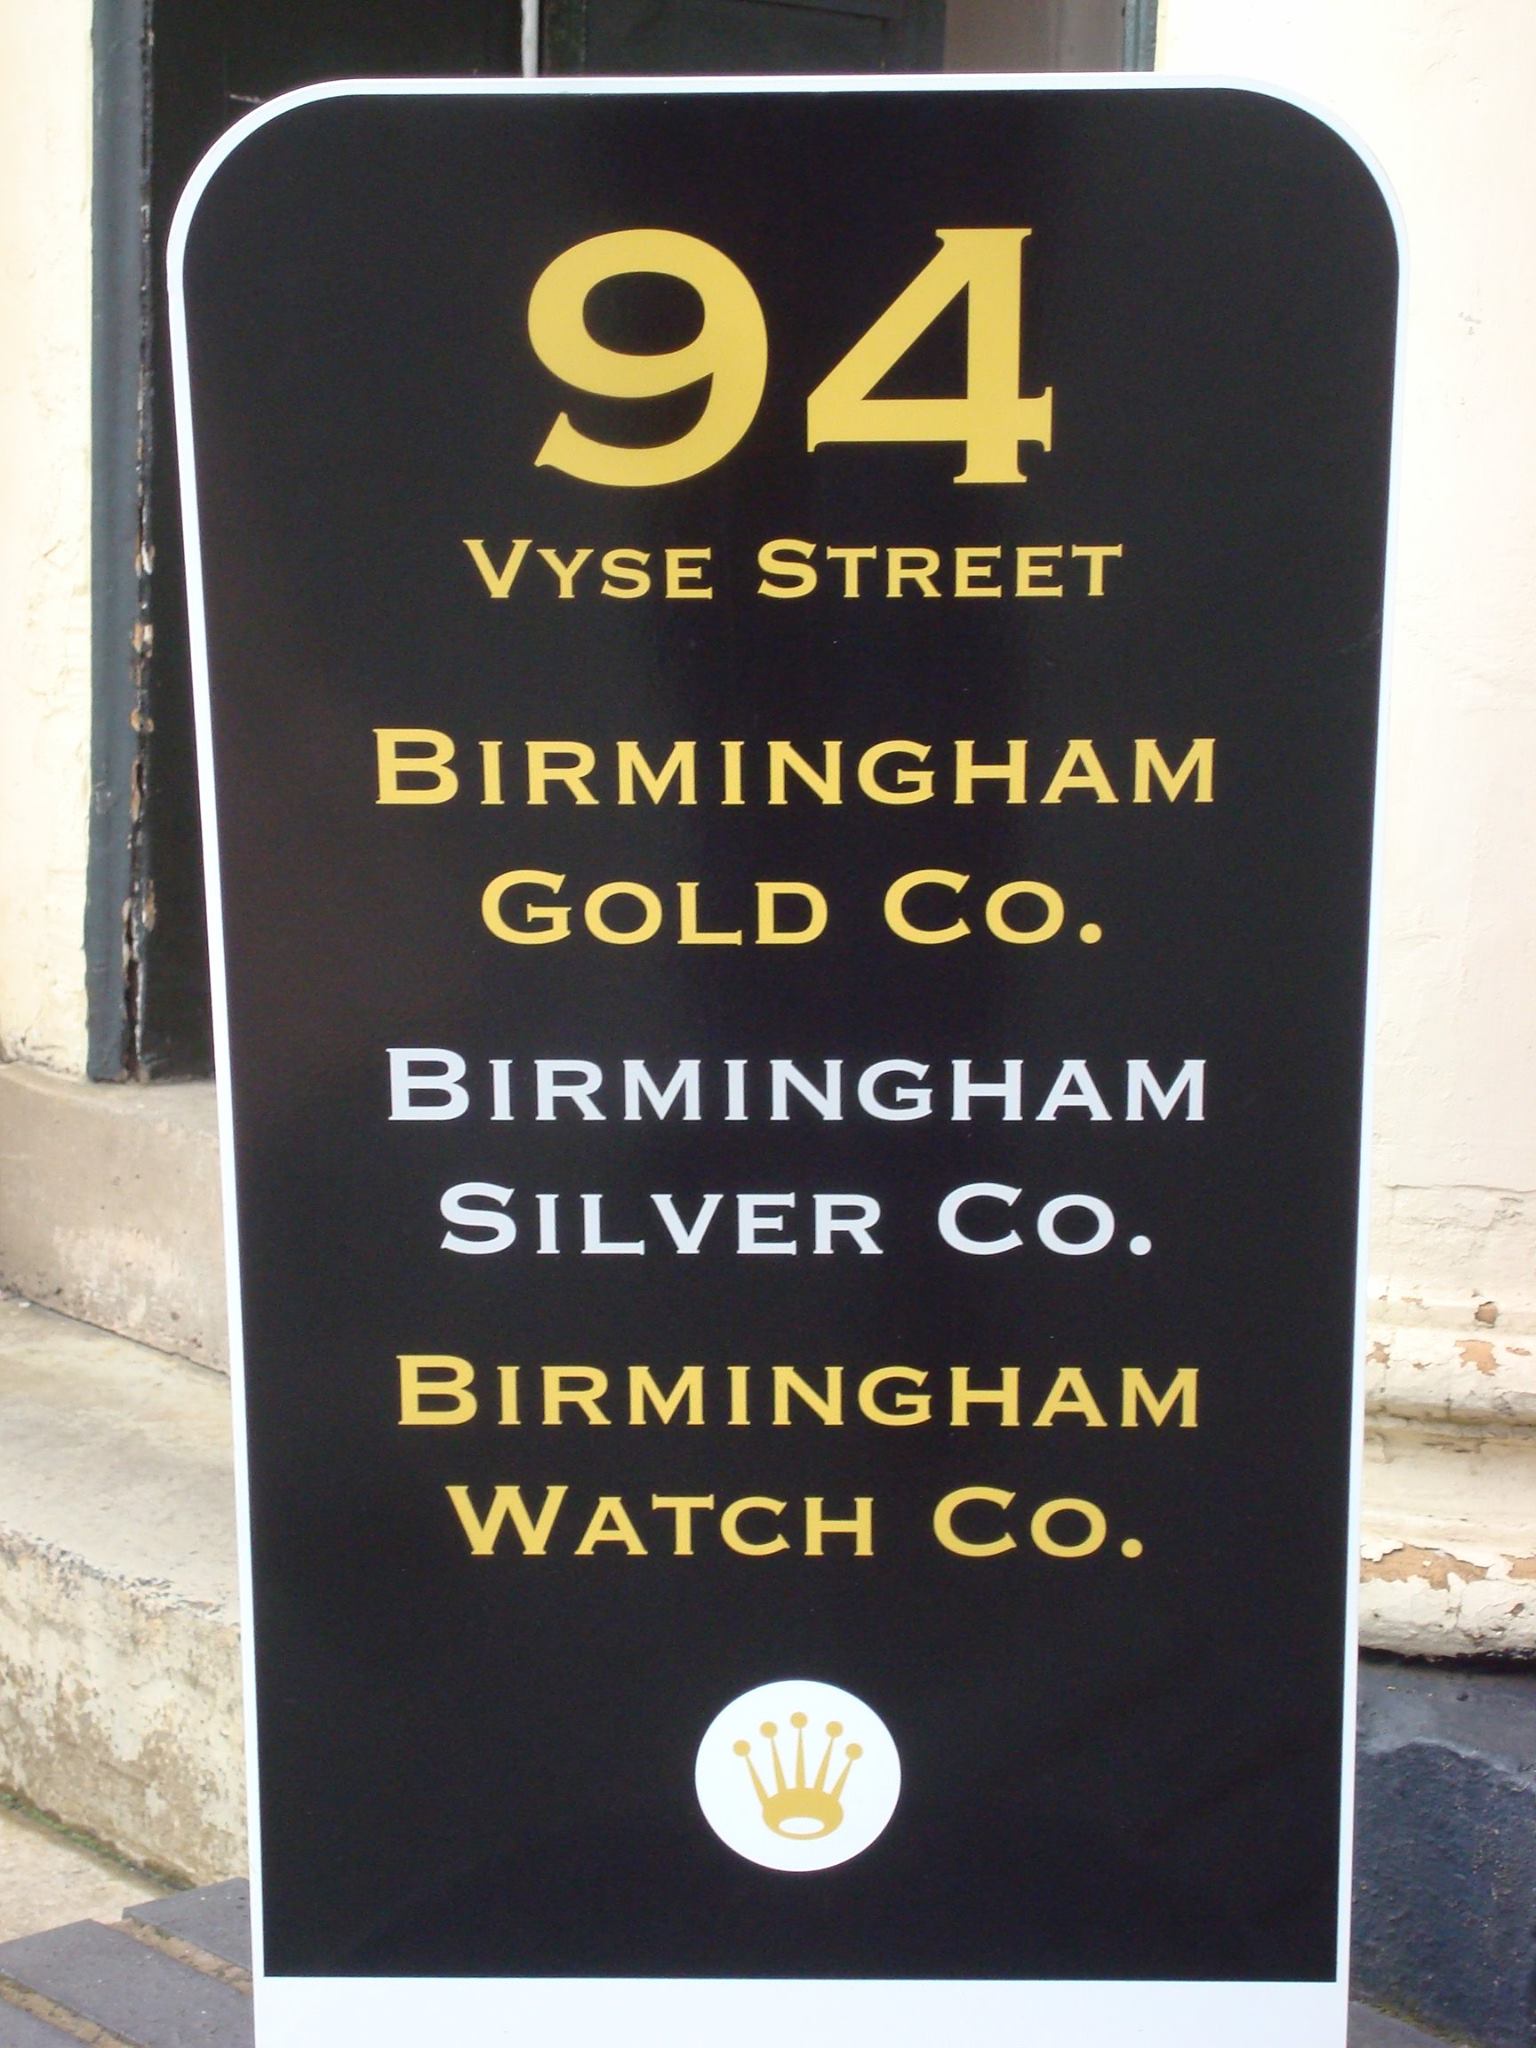 94
Vyse Street
Birmingham
Gold Co.
Birmingham
Silver Co.
Birmingham
Watch Co.